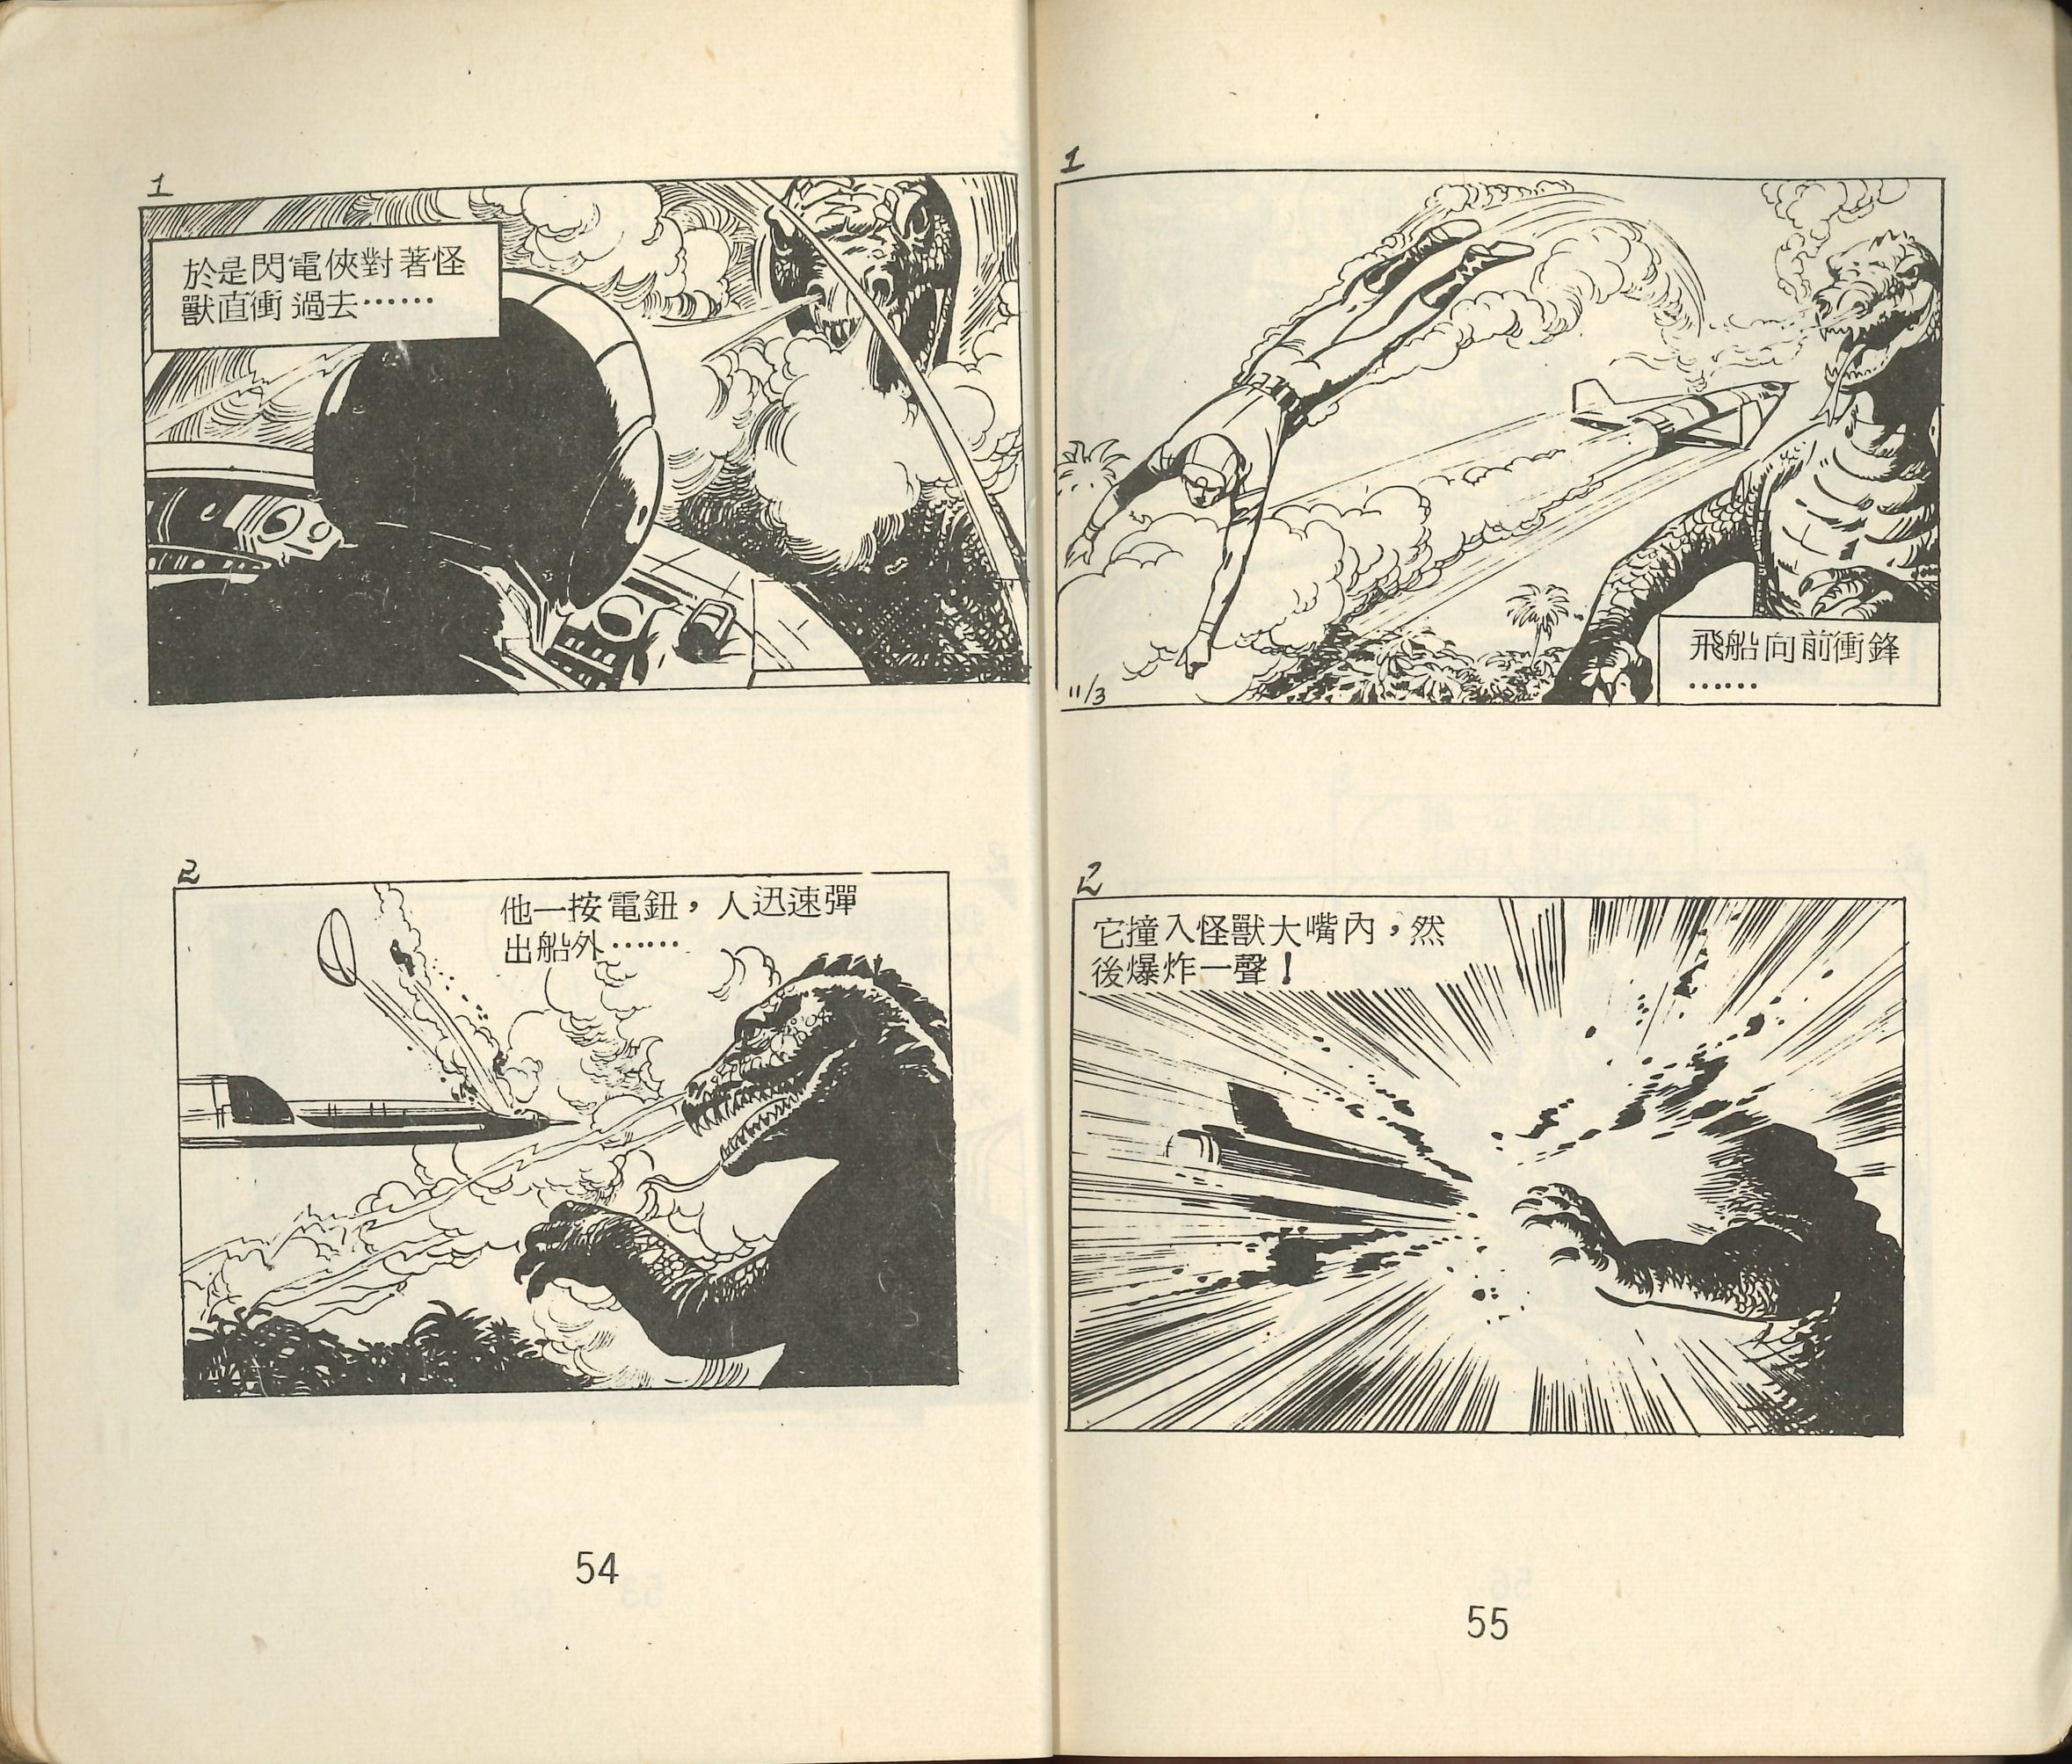 1
於是閃電俠對著怪
獸直衝過去⋯⋯
2
他一按電鈕，人迅速彈
出船外⋯⋯
54
1
飛船向前衝鋒
⋯⋯
11/3
2
它撞入怪獸大嘴內，然
後爆炸一聲！
55